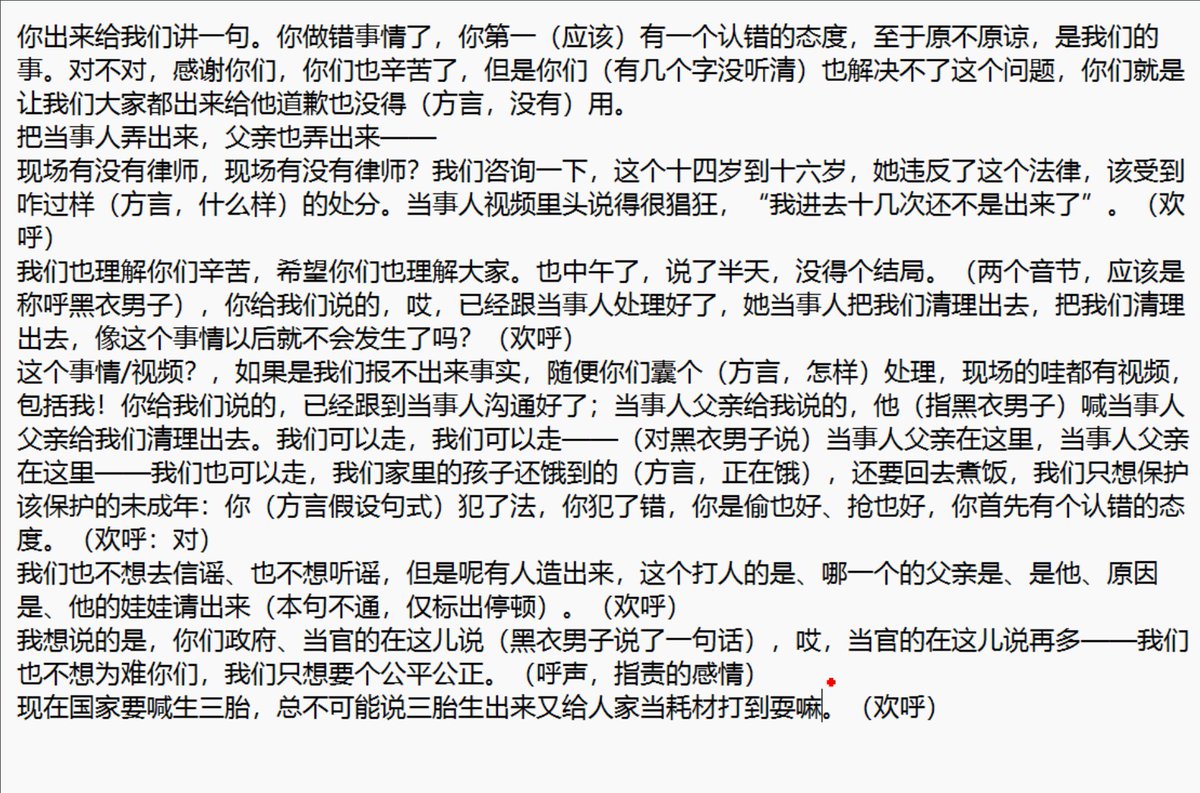 你出来给我们讲一句。你做错事情了，你第一（应该）有一个认错的态度，至于原不原谅，是我们的
事。对不对，感谢你们，你们也辛苦了，但是你们（有几个字没听清）也解决不了这个问题，你们就是
让我们大家都出来给他道歉也没得（方言，没有）用。
把当事人弄出来，父亲也弄出来——
现场有没有律师，现场有没有律师？我们咨询一下，这个十四岁到十六岁，她违反了这个法律，该受到
咋过样（方言，什么样）的处分。当事人视频里头说得很猖狂，“我进去十几次还不是出来了”。（欢
呼）
我们也理解你们辛苦，希望你们也理解大家。也中午了，说了半天，没得个结局。（两个音节，应该是
称呼黑衣男子），你给我们说的，哎，已经跟当事人处理好了，她当事人把我们清理出去，把我们清理
出去，像这个事情以后就不会发生了吗？（欢呼）
这个事情/视频？，如果是我们报不出来事实，随便你们囊个（方言，怎样）处理，现场的哇都有视频，
包括我！你给我们说的，已经跟到当事人沟通好了；当事人父亲给我说的，他（指黑衣男子）喊当事人
父亲给我们清理出去。我们可以走，我们可以走——（对黑衣男子说）当事人父亲在这里，当事人父亲
在这里——我们也可以走，我们家里的孩子还饿到的（方言，正在饿），还要回去煮饭，我们只想保护
该保护的未成年：你（方言假设句式）犯了法，你犯了错，你是偷也好、抢也好，你首先有个认错的态
度。（欢呼：对）
我们也不想去信谣、也不想听谣，但是呢有人造出来，这个打人的是、哪一个的父亲是、是他、原因
是、他的娃娃请出来（本句不通，仅标出停顿）。（欢呼）
我想说的是，你们政府、当官的在这儿说（黑衣男子说了一句话），哎，当官的在这儿说再多——我们
也不想为难你们，我们只想要个公平公正。（呼声，指责的感情）
现在国家要喊生三胎，总不可能说三胎生出来又给人家当耗材打到耍嘛。（欢呼）